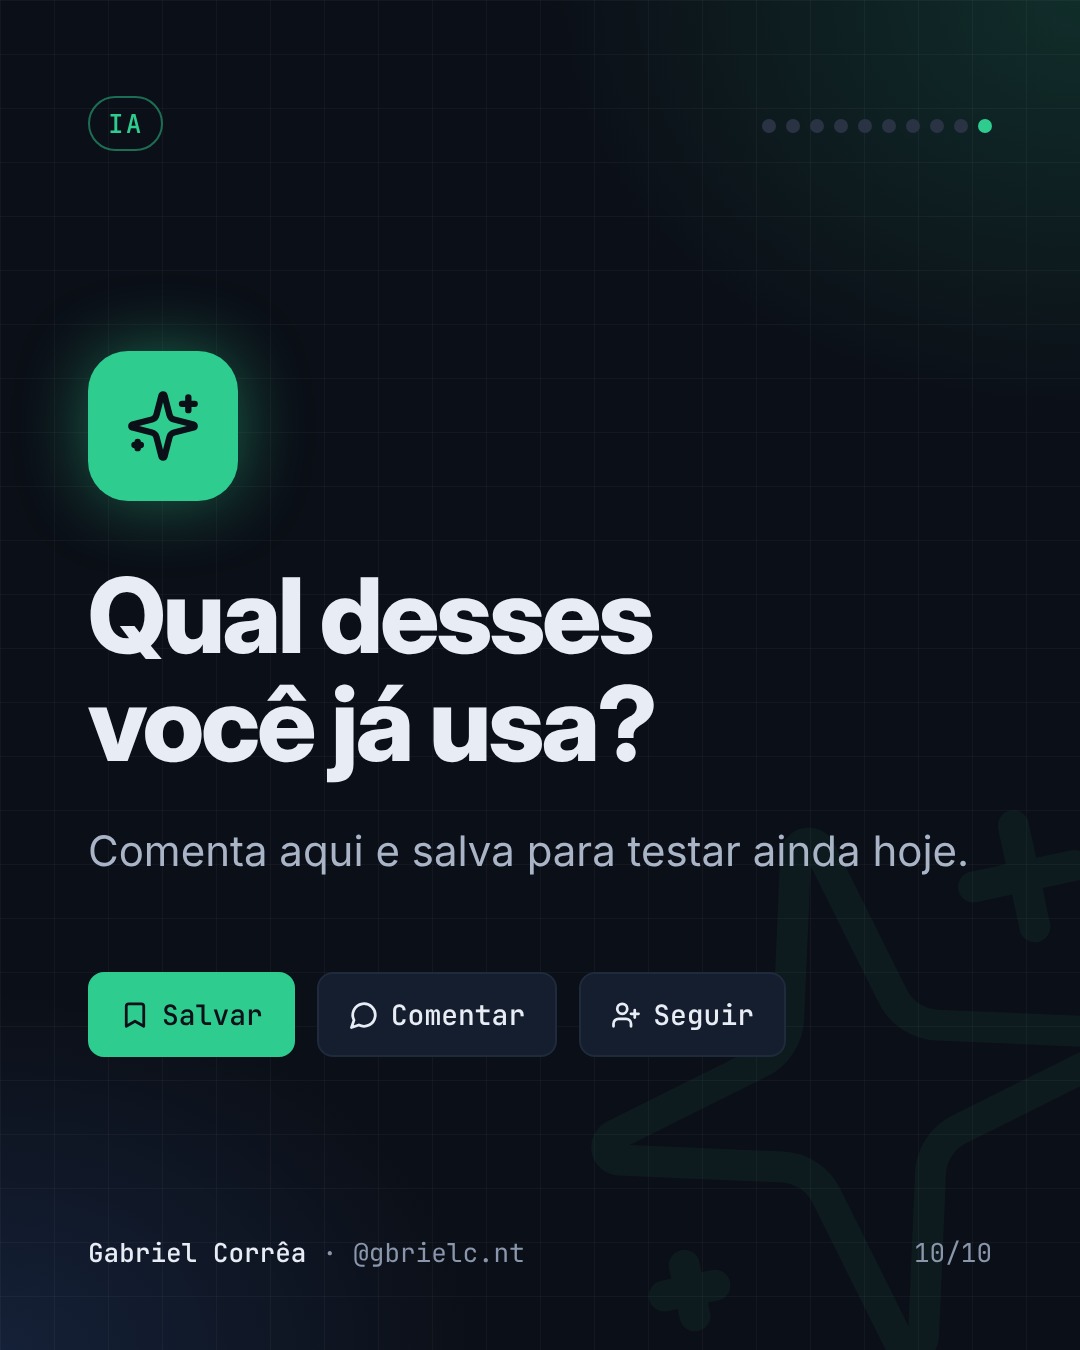 IA
Qual desses
você já usa?
Comenta aqui e salva para testar ainda hoje.
Salvar
Comentar
Seguir
Gabriel Corrêa · @gbrielc.nt
10/10